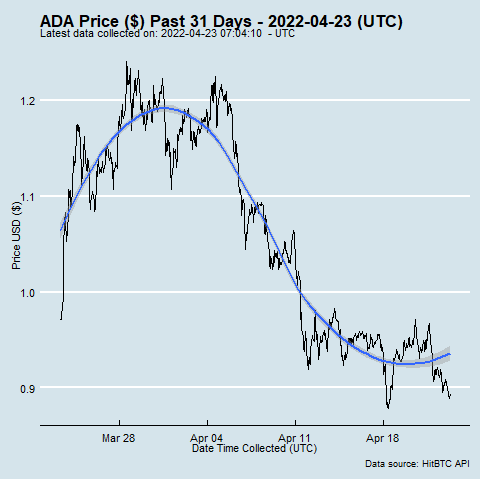 ADA Price ($) Past 31 Days - 2022-04-23 (UTC)
Latest data collected on: 2022-04-23 07:04:10 - UTC
Price USD ($)
1.2
1.1
1.0
0.9
Mar 28 Apr 04 Apr 11 Apr 18
Date Time Collected (UTC)
Data source: HitBTC API